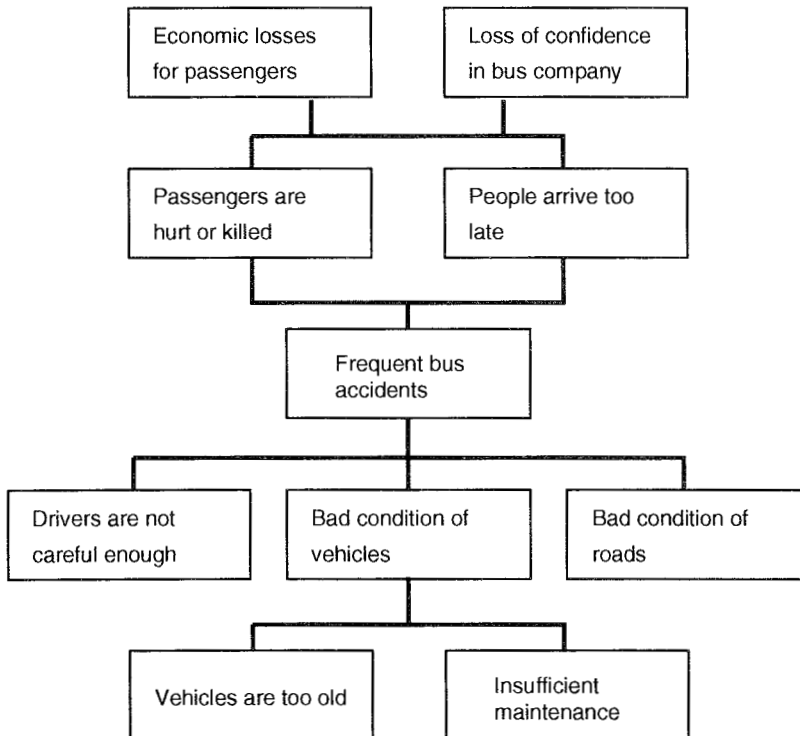 Economic losses
for passengers
Loss of confidence
in bus company
Passengers are
hurt or killed
People arrive too
late
Frequent bus
accidents
Drivers are not
careful enough
Bad condition of
vehicles
Bad condition of
roads
Vehicles are too old
Insufficient
maintenance